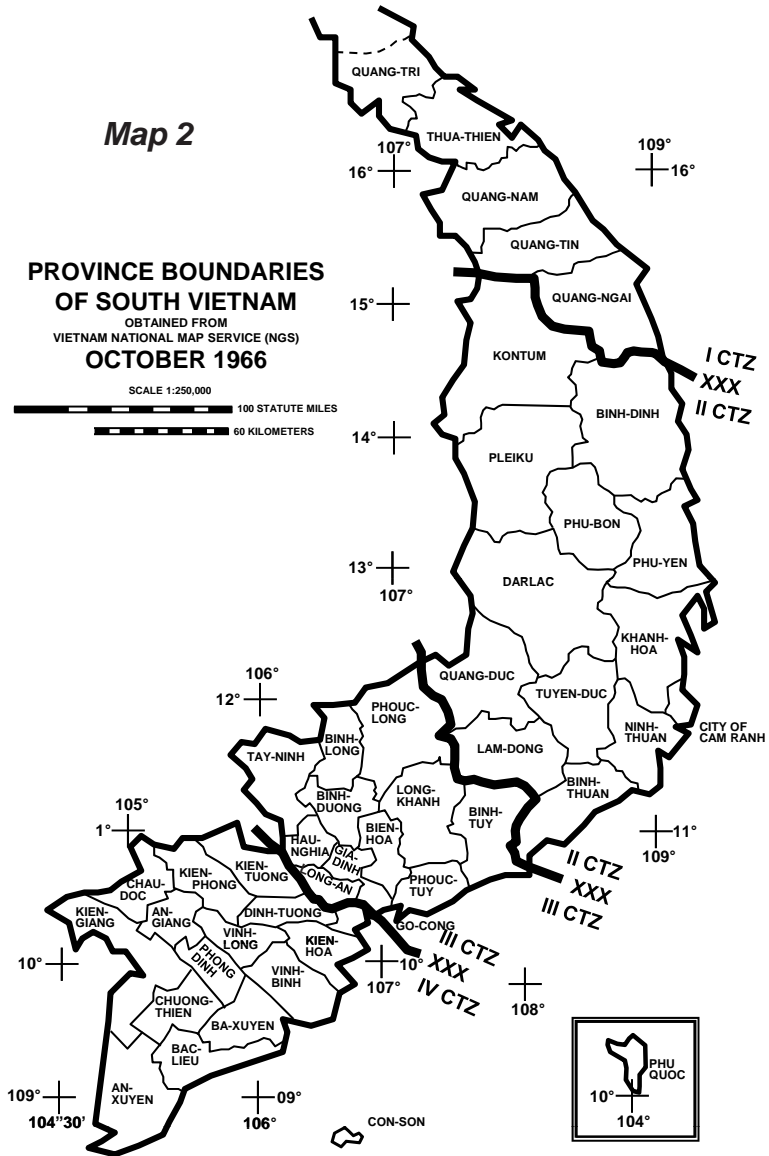 QUANG-TRI
Map 2
THUA-THIEN
107°
109°
16°
16°
QUANG-NAM
QUANG-TIN
PROVINCE BOUNDARIES
OF SOUTH VIETNAM
OBTAINED FROM
VIETNAM NATIONAL MAP SERVICE (NGS)
OCTOBER 1966
QUANG-NGAI
15°
KONTUM
I CTZ
XXX
II CTZ
SCALE 1:250,000
100 STATUTE MILES
60 KILOMETERS
BINH-DINH
14°
PLEIKU
PHU-BON
PHU-YEN
13°
107°
DARLAC
KHANH-
HOA
QUANG-DUC
TUYEN-DUC
106°
12°
PHOUC-
LONG
NINH-
THUAN
CITY OF
CAM RANH
BINH-
LONG
LAM-DONG
TAY-NINH
BINH-
THUAN
BINH-
DUONG
LONG-
KHANH
BINH-
TUY
105°
1°
BIEN-
HOA
11°
109°
HAU-
NGHIA
GIA-
DINH
KIEN-
PHONG
KIEN-
TUONG
ONG-AN
PHOUC-
TUY
II CTZ
XXX
III CTZ
CHAU-
DOC
KIEN-
GIANG
AN-
GIANG
DINH-TUONG
GO-CONG
VINH-
LONG
KIEN-
HOA
III CTZ
XXX
IV CTZ
PHONG
DINH
10°
10°
107°
VINH-
BINH
108°
CHUONG-
THIEN
BA-XUYEN
BAC-
LIEU
PHU
QUOC
AN-
XUYEN
109°
104"30'
09°
106°
10°
104°
CON-SON